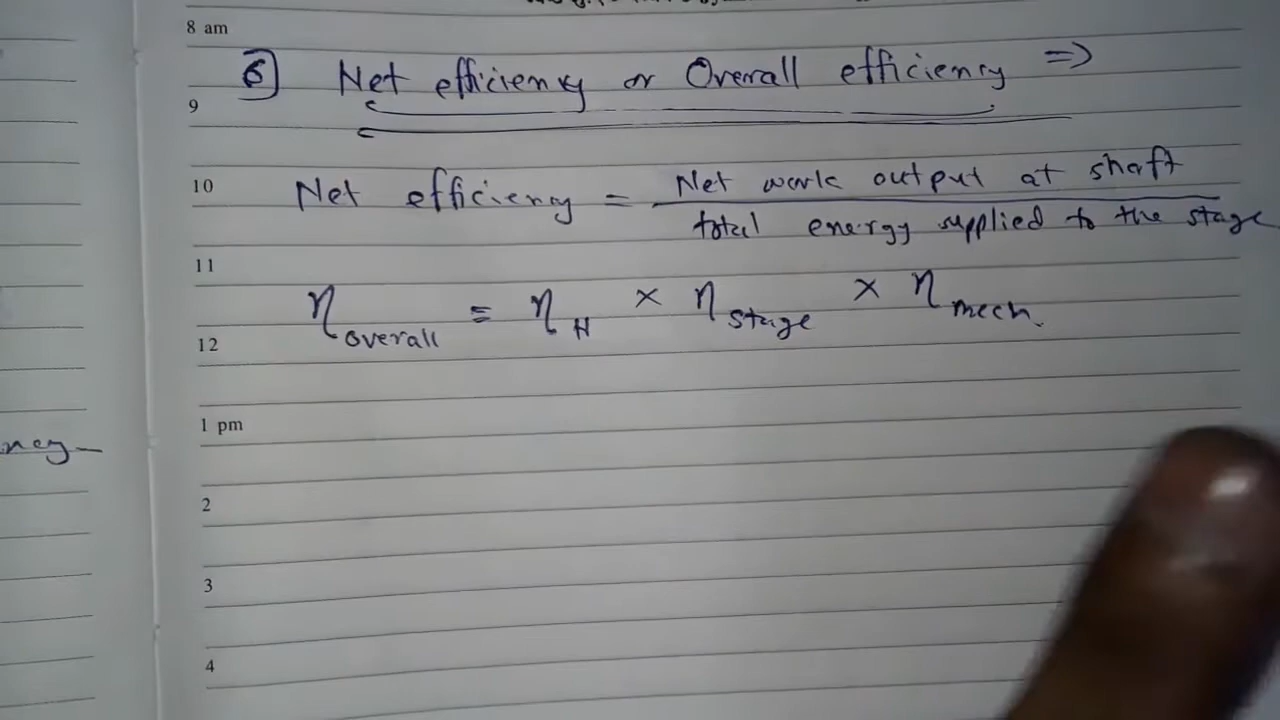 8 am
6 Net efficiency or Overall efficiency ⇒
9
10 Net efficiency = Net work output at shaft
total energy supplied to the stage
11
η overall = η H × η stage × η mech.
12
1 pm
ney
2
3
4